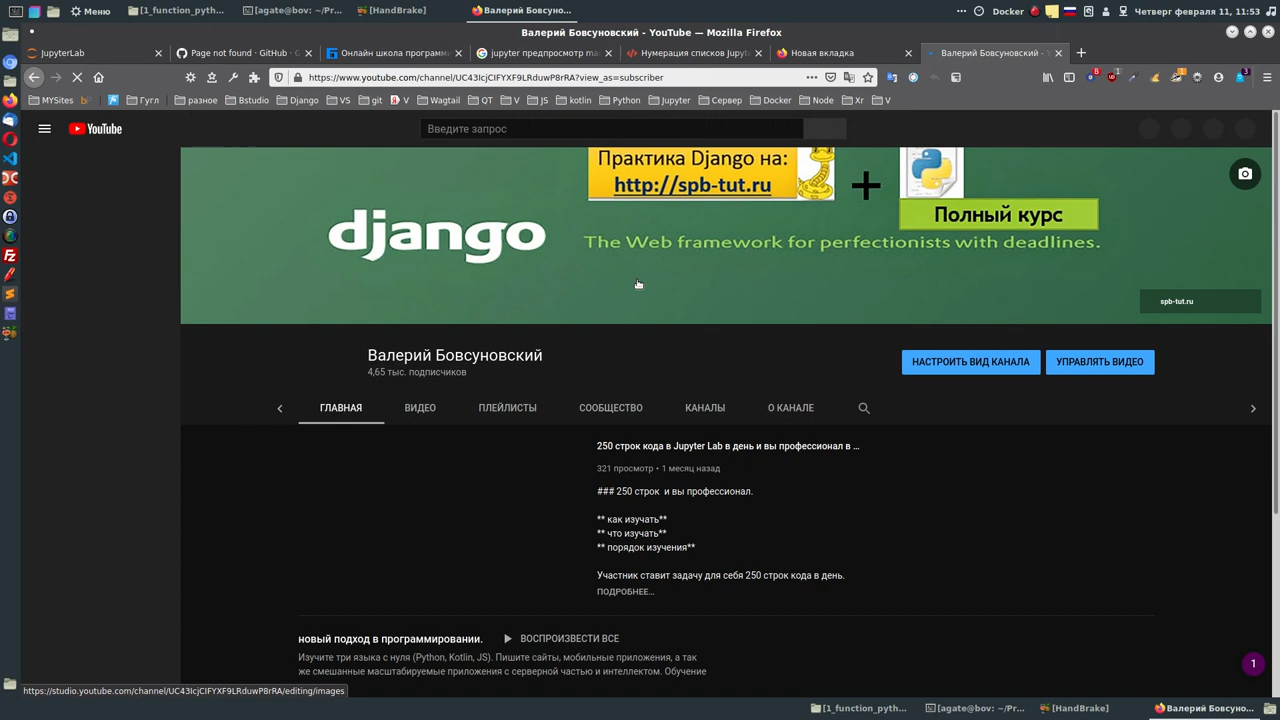 Меню
[1_function_pyth...
[agate@bov: ~/Pr...
[HandBrake]
Валерий Бовсуно...
Docker
Четверг февраля 11, 11:53
Валерий Бовсуновский - YouTube — Mozilla Firefox
JupyterLab
Page not found · GitHub · G
Онлайн школа программ
jupyter предпросмотр ma
Нумерация списков Jupyt
Новая вкладка
Валерий Бовсуновский - Y
https://www.youtube.com/channel/UC43IcjCIFYXF9LRduwP8rRA?view_as=subscriber
MYSites
Гугл
разное
Bstudio
Django
VS
git
V
Wagtail
QT
V
JS
kotlin
Python
Jupyter
Сервер
Docker
Node
Xr
V
YouTube
Введите запрос
Практика Django на:
http://spb-tut.ru
+
Полный курс
django
The Web framework for perfectionists with deadlines.
spb-tut.ru
Валерий Бовсуновский
4,65 тыс. подписчиков
НАСТРОИТЬ ВИД КАНАЛА
УПРАВЛЯТЬ ВИДЕО
ГЛАВНАЯ
ВИДЕО
ПЛЕЙЛИСТЫ
СООБЩЕСТВО
КАНАЛЫ
О КАНАЛЕ
250 строк кода в Jupyter Lab в день и вы профессионал в ...
321 просмотр • 1 месяц назад
### 250 строк и вы профессионал.
** как изучать**
** что изучать**
** порядок изучения**
Участник ставит задачу для себя 250 строк кода в день.
ПОДРОБНЕЕ...
новый подход в программировании.
ВОСПРОИЗВЕСТИ ВСЕ
Изучите три языка с нуля (Python, Kotlin, JS). Пишите сайты, мобильные приложения, а так
же смешанные масштабируемые приложения с серверной частью и интеллектом. Обучение
1
https://studio.youtube.com/channel/UC43IcjCIFYXF9LRduwP8rRA/editing/images
[1_function_pyth...
[agate@bov: ~/Pr...
[HandBrake]
Валерий Бовсуно...